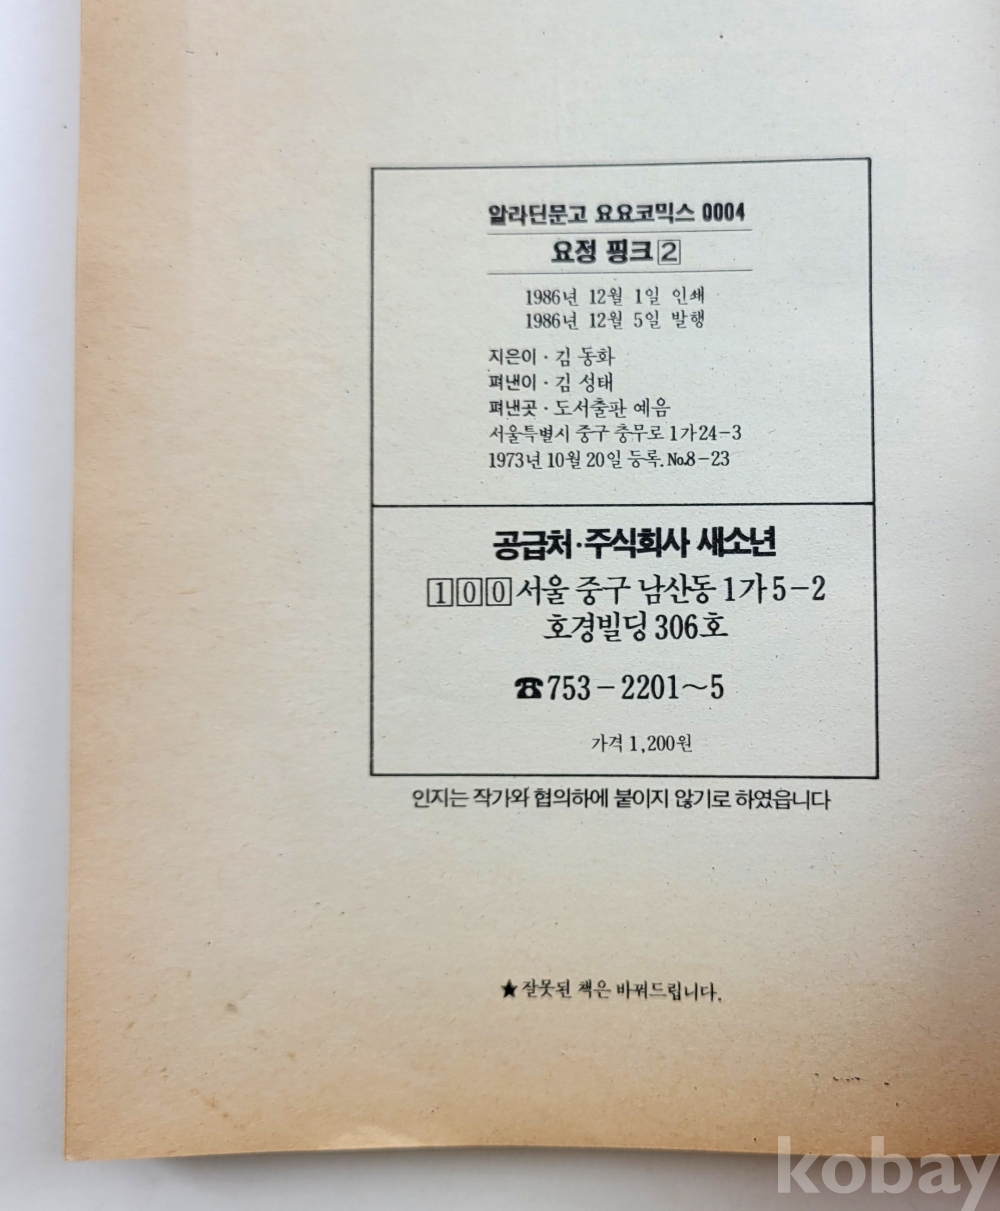 알라딘문고 요요코믹스 0004
요정 핑크 2
1986년 12월 1일 인쇄
1986년 12월 5일 발행
지은이·김 동화
펴낸이·김 성태
펴낸곳·도서출판 예음
서울특별시 중구 충무로 1가24-3
1973년 10월 20일 등록. No.8-23
공급처·주식회사 새소년
100 서울 중구 남산동 1가 5-2
호경빌딩 306호
☎753-2201~5
가격 1,200원
인지는 작가와 협의하에 붙이지 않기로 하였읍니다
★잘못된 책은 바꿔드립니다.
kobay